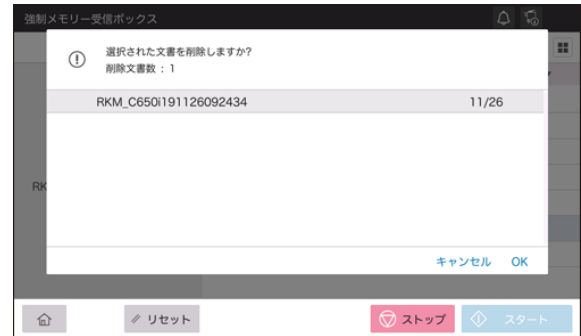 強制メモリー受信ボックス
選択された文書を削除しますか?
削除文書数 : 1
RKM_C650i191126092434 11/26
RK
キャンセル OK
リセット ストップ スタート